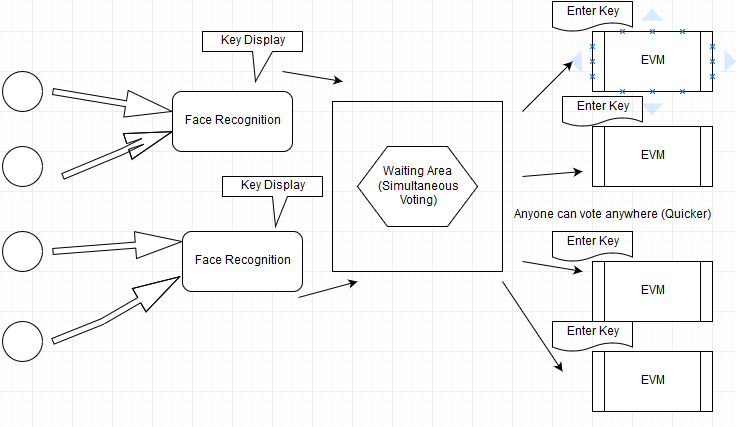 Enter Key
Key Display
EVM
Enter Key
Face Recognition
EVM
Waiting Area
(Simultaneous
Voting)
Key Display
Anyone can vote anywhere (Quicker)
Enter Key
Face Recognition
EVM
Enter Key
EVM